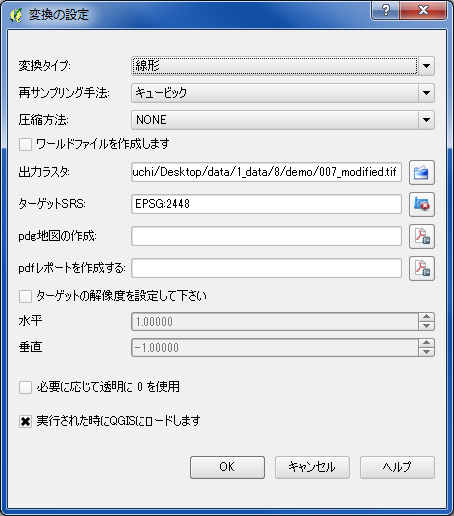 変換の設定
変換タイプ: 線形
再サンプリング手法: キュービック
圧縮方法: NONE
ワールドファイルを作成します
出力ラスタ: uchi/Desktop/data/1_data/8/demo/007_modified.tif
ターゲットSRS: EPSG:2448
pdg地図の作成:
pdfレポートを作成する:
ターゲットの解像度を設定して下さい
水平 1.00000
垂直 -1.00000
必要に応じて透明に 0 を使用
実行された時にQGISにロードします
OK キャンセル ヘルプ